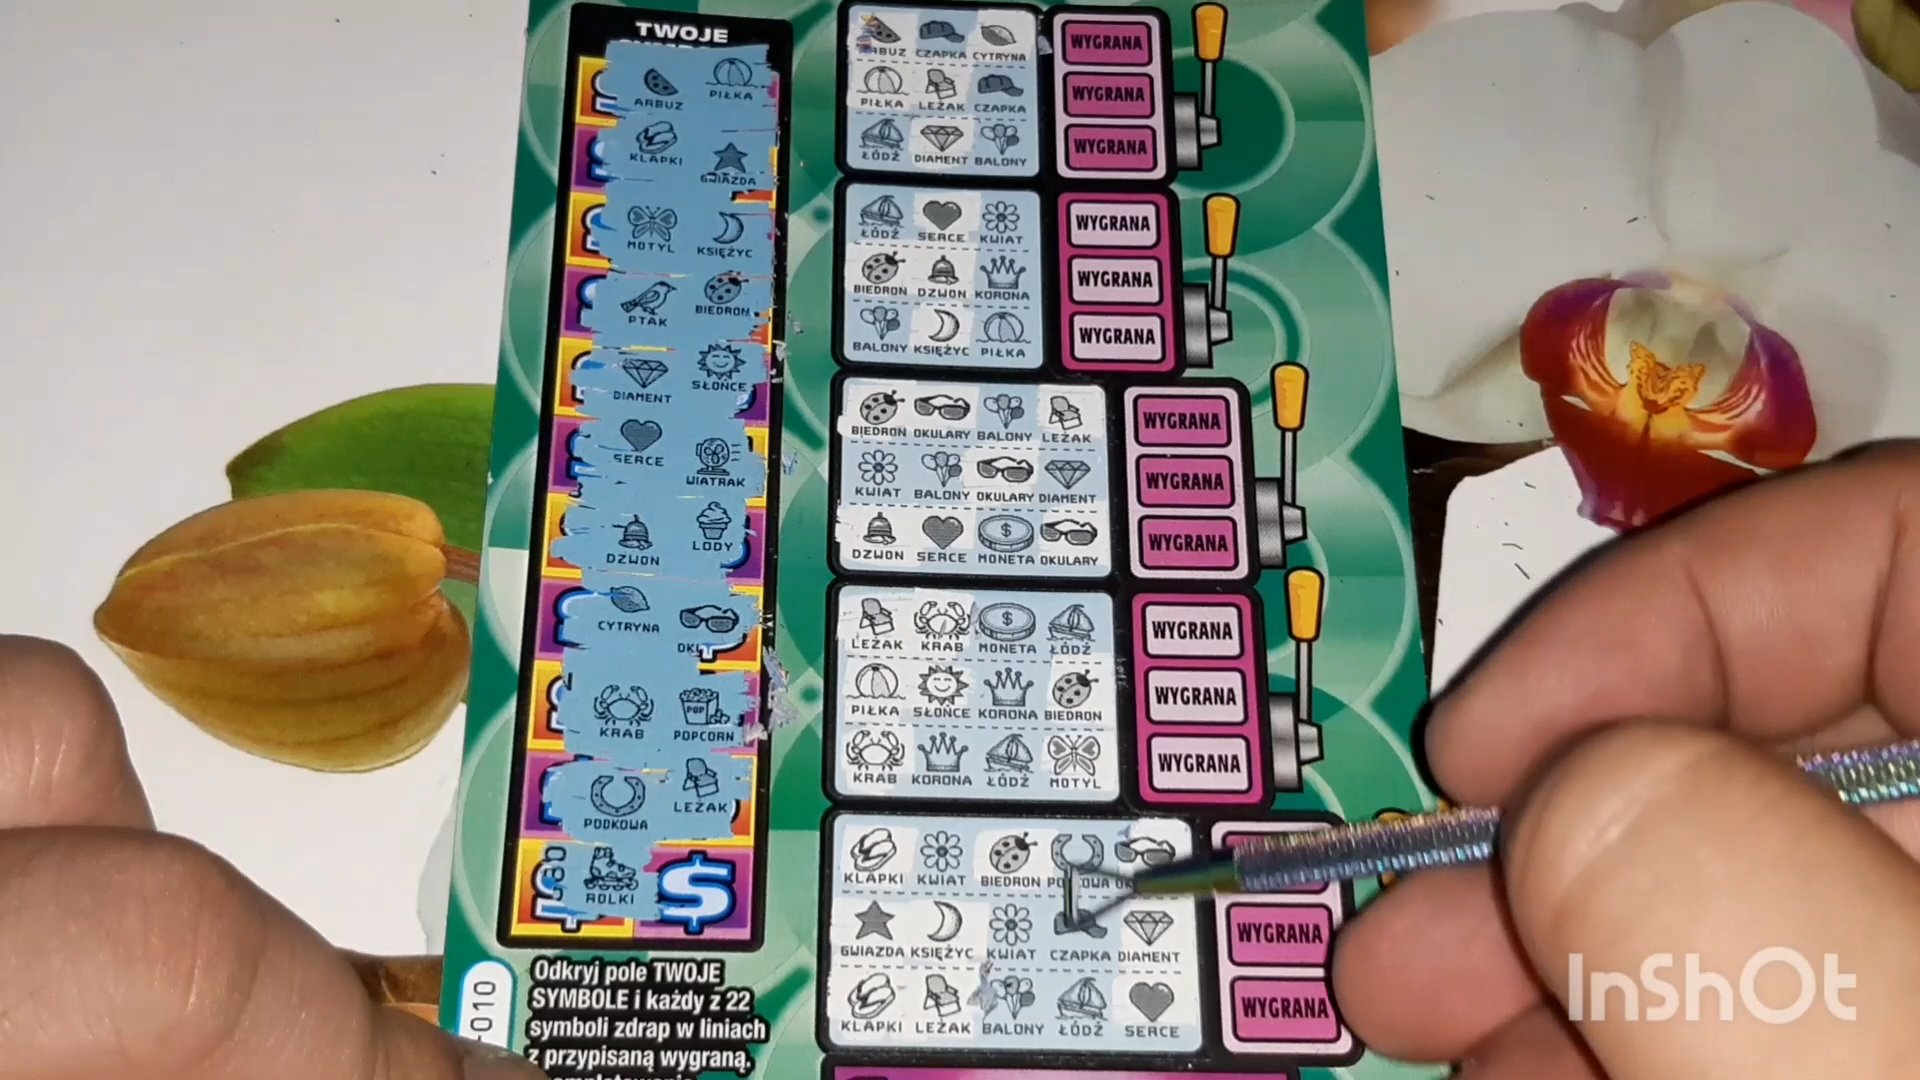 TWOJE
ARBUZ PIŁKA
KLAPKI GWIAZDA
MOTYL KSIĘŻYC
PTAK BIEDRON.
DIAMENT SŁOŃCE
SERCE WIATRAK
DZWON LODY
CYTRYNA
KRAB POPCORN
POP
PODKOWA LEŻAK
ROLKI $
Odkryj pole TWOJE
SYMBOLE i każdy z 22
symboli zdrap w liniach
z przypisaną wygraną.
-010
ARBUZ CZAPKA CYTRYNA
PIŁKA LEŻAK CZAPKA
ŁÓDŹ DIAMENT BALONY
WYGRANA
WYGRANA
WYGRANA
ŁÓDŹ SERCE KWIAT
BIEDRON DZWON KORONA
BALONY KSIĘŻYC PIŁKA
WYGRANA
WYGRANA
WYGRANA
BIEDRON OKULARY BALONY LEŻAK
KWIAT BALONY OKULARY DIAMENT
$
DZWON SERCE MONETA OKULARY
WYGRANA
WYGRANA
WYGRANA
$
LEŻAK KRAB MONETA ŁÓDŹ
PIŁKA SŁOŃCE KORONA BIEDRON
KRAB KORONA ŁÓDŹ MOTYL
WYGRANA
WYGRANA
WYGRANA
KLAPKI KWIAT BIEDRON
GWIAZDA KSIĘŻYC KWIAT CZAPKA DIAMENT
KLAPKI LEŻAK BALONY ŁÓDŹ SERCE
WYGRANA
WYGRANA
InShOt